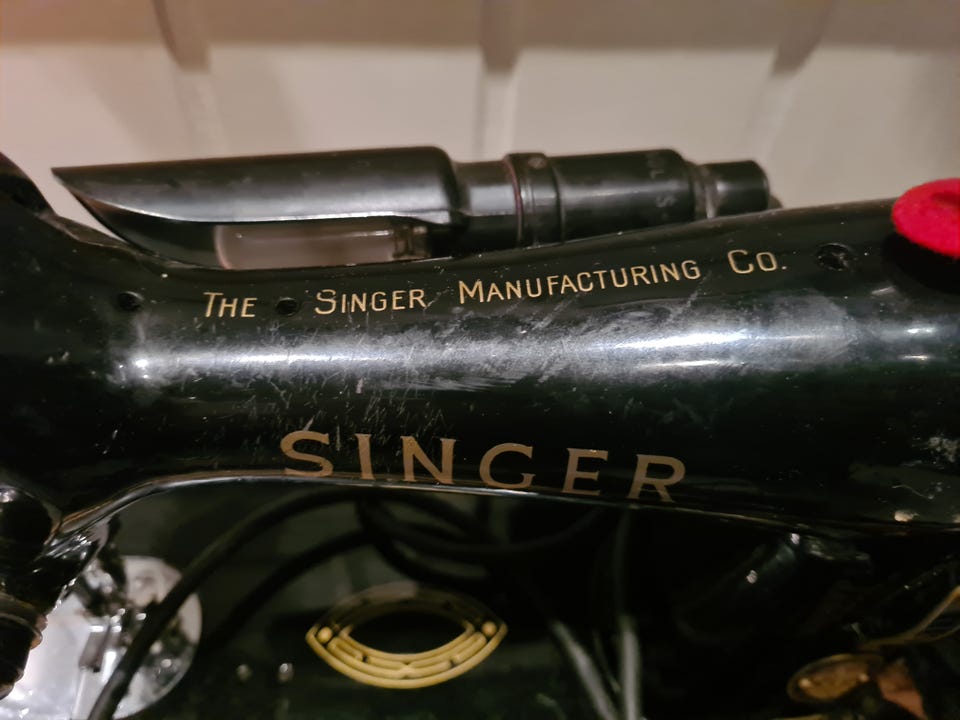 THE SINGER MANUFACTURING CO.
SINGER